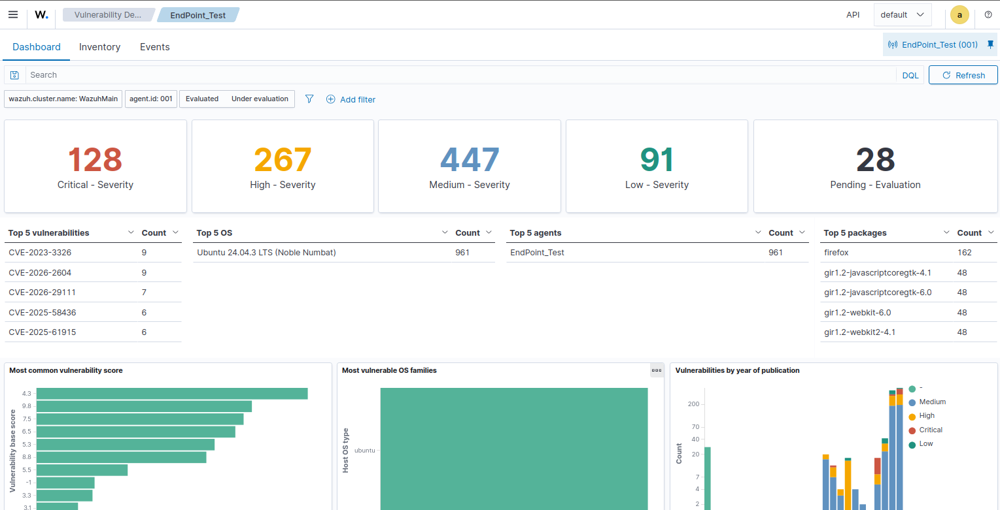 W. Vulnerability De... EndPoint_Test API default a
Dashboard Inventory Events EndPoint_Test (001)
Search DQL Refresh
wazuh.cluster.name: WazuhMain agent.id: 001 Evaluated Under evaluation Add filter
128 267 447 91 28
Critical - Severity High - Severity Medium - Severity Low - Severity Pending - Evaluation
Top 5 vulnerabilities Count Top 5 OS Count Top 5 agents Count Top 5 packages Count
CVE-2023-3326 9 Ubuntu 24.04.3 LTS (Noble Numbat) 961 EndPoint_Test 961 firefox 162
CVE-2026-2604 9 gir1.2-javascriptcoregtk-4.1 48
CVE-2026-29111 7 gir1.2-javascriptcoregtk-6.0 48
CVE-2025-58436 6 gir1.2-webkit-6.0 48
CVE-2025-61915 6 gir1.2-webkit2-4.1 48
Most common vulnerability score
Vulnerability base score
4.3
9.8
7.5
6.5
5.3
8.8
5.5
-1
3.3
3.1
Most vulnerable OS families
Host OS type
ubuntu
Vulnerabilities by year of publication
Count
200
70
40
20
7
4
2
-
Medium
High
Critical
Low